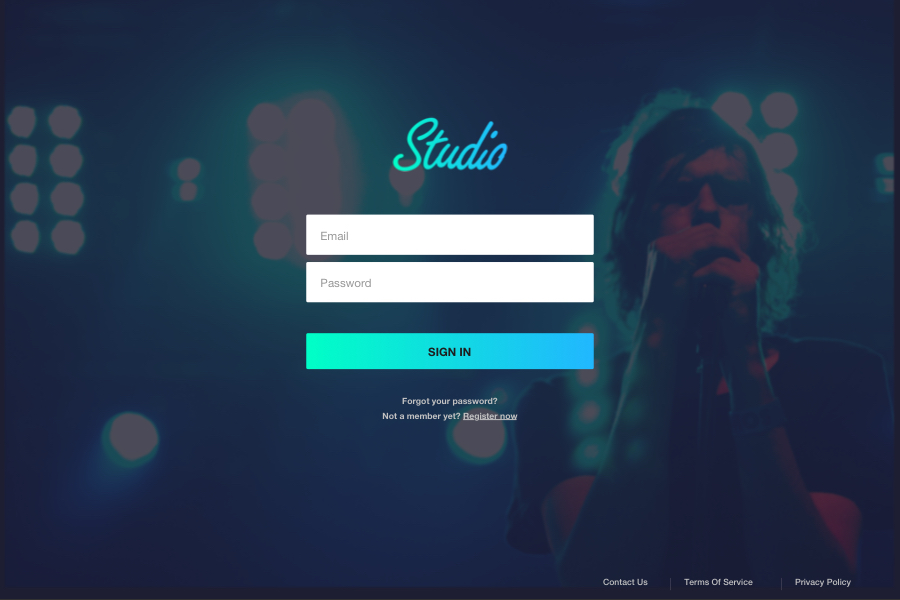 Studio
Email
Password
SIGN IN
Forgot your password?
Not a member yet? Register now
Contact Us
Terms Of Service
Privacy Policy